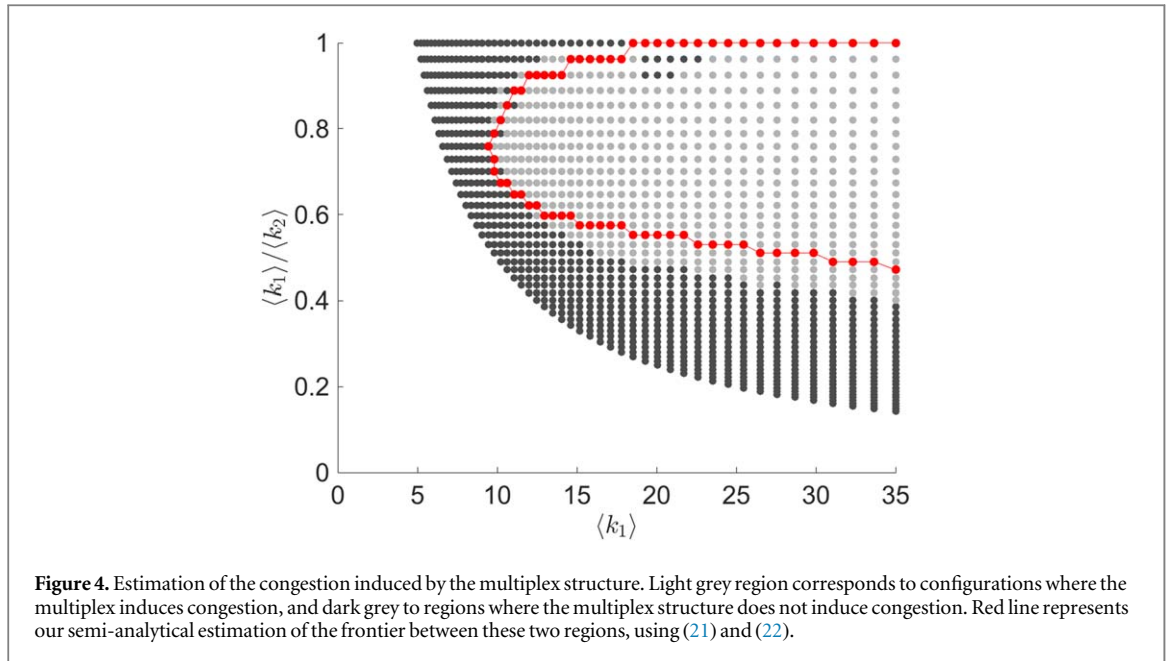 1
0.8
0.6
0.4
0.2
0
⟨k₁⟩/⟨k₂⟩
0 5 10 15 20 25 30 35
⟨k₁⟩
Figure 4. Estimation of the congestion induced by the multiplex structure. Light grey region corresponds to configurations where the
multiplex induces congestion, and dark grey to regions where the multiplex structure does not induce congestion. Red line represents
our semi-analytical estimation of the frontier between these two regions, using (21) and (22).